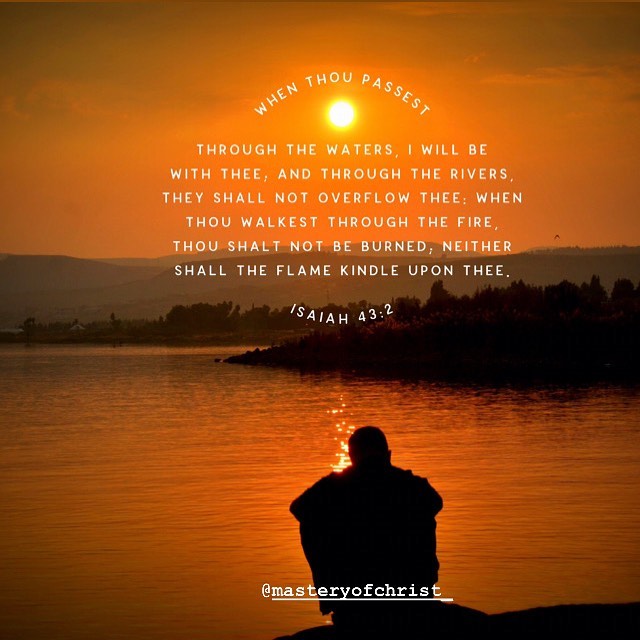 WHEN THOU PASSEST
THROUGH THE WATERS, I WILL BE
WITH THEE; AND THROUGH THE RIVERS,
THEY SHALL NOT OVERFLOW THEE: WHEN
THOU WALKEST THROUGH THE FIRE,
THOU SHALT NOT BE BURNED; NEITHER
SHALL THE FLAME KINDLE UPON THEE.
ISAIAH 43:2
@masteryofchrist_